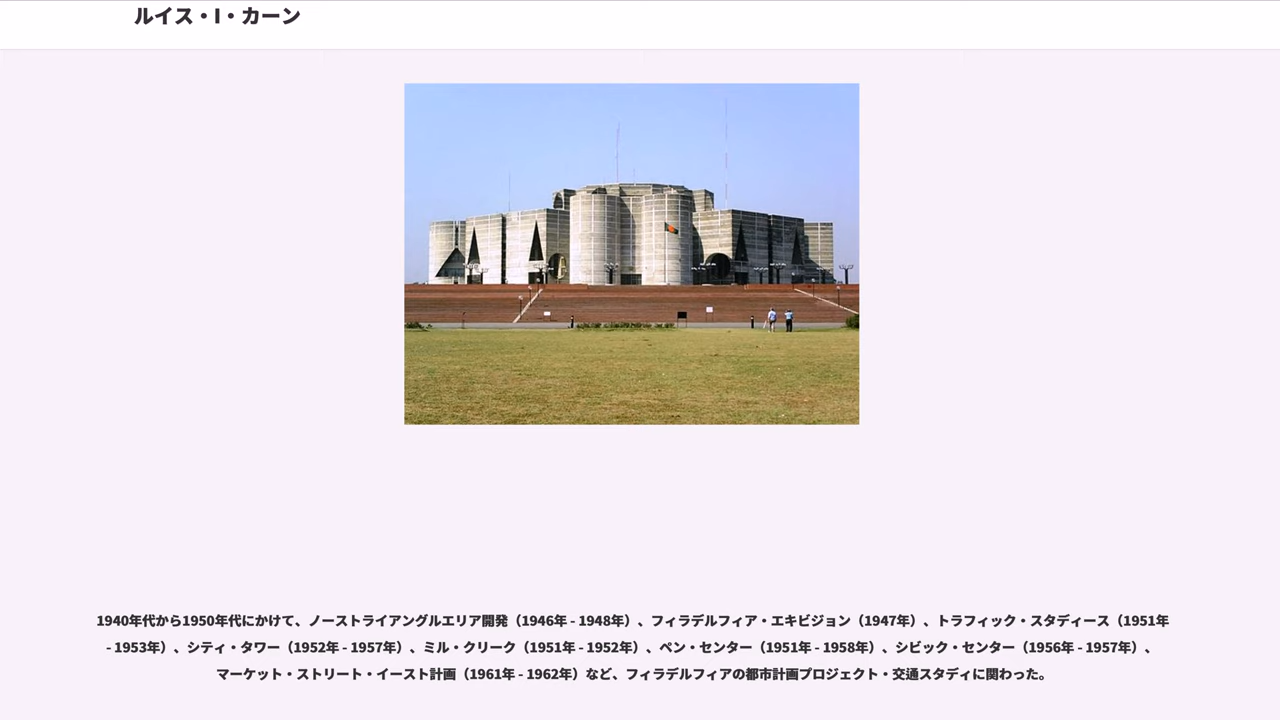 ルイス・I・カーン
1940年代から1950年代にかけて、ノーストライアングルエリア開発（1946年 - 1948年）、フィラデルフィア・エキビジョン（1947年）、トラフィック・スタディース（1951年
- 1953年）、シティ・タワー（1952年 - 1957年）、ミル・クリーク（1951年 - 1952年）、ペン・センター（1951年 - 1958年）、シビック・センター（1956年 - 1957年）、
マーケット・ストリート・イースト計画（1961年 - 1962年）など、フィラデルフィアの都市計画プロジェクト・交通スタディに関わった。